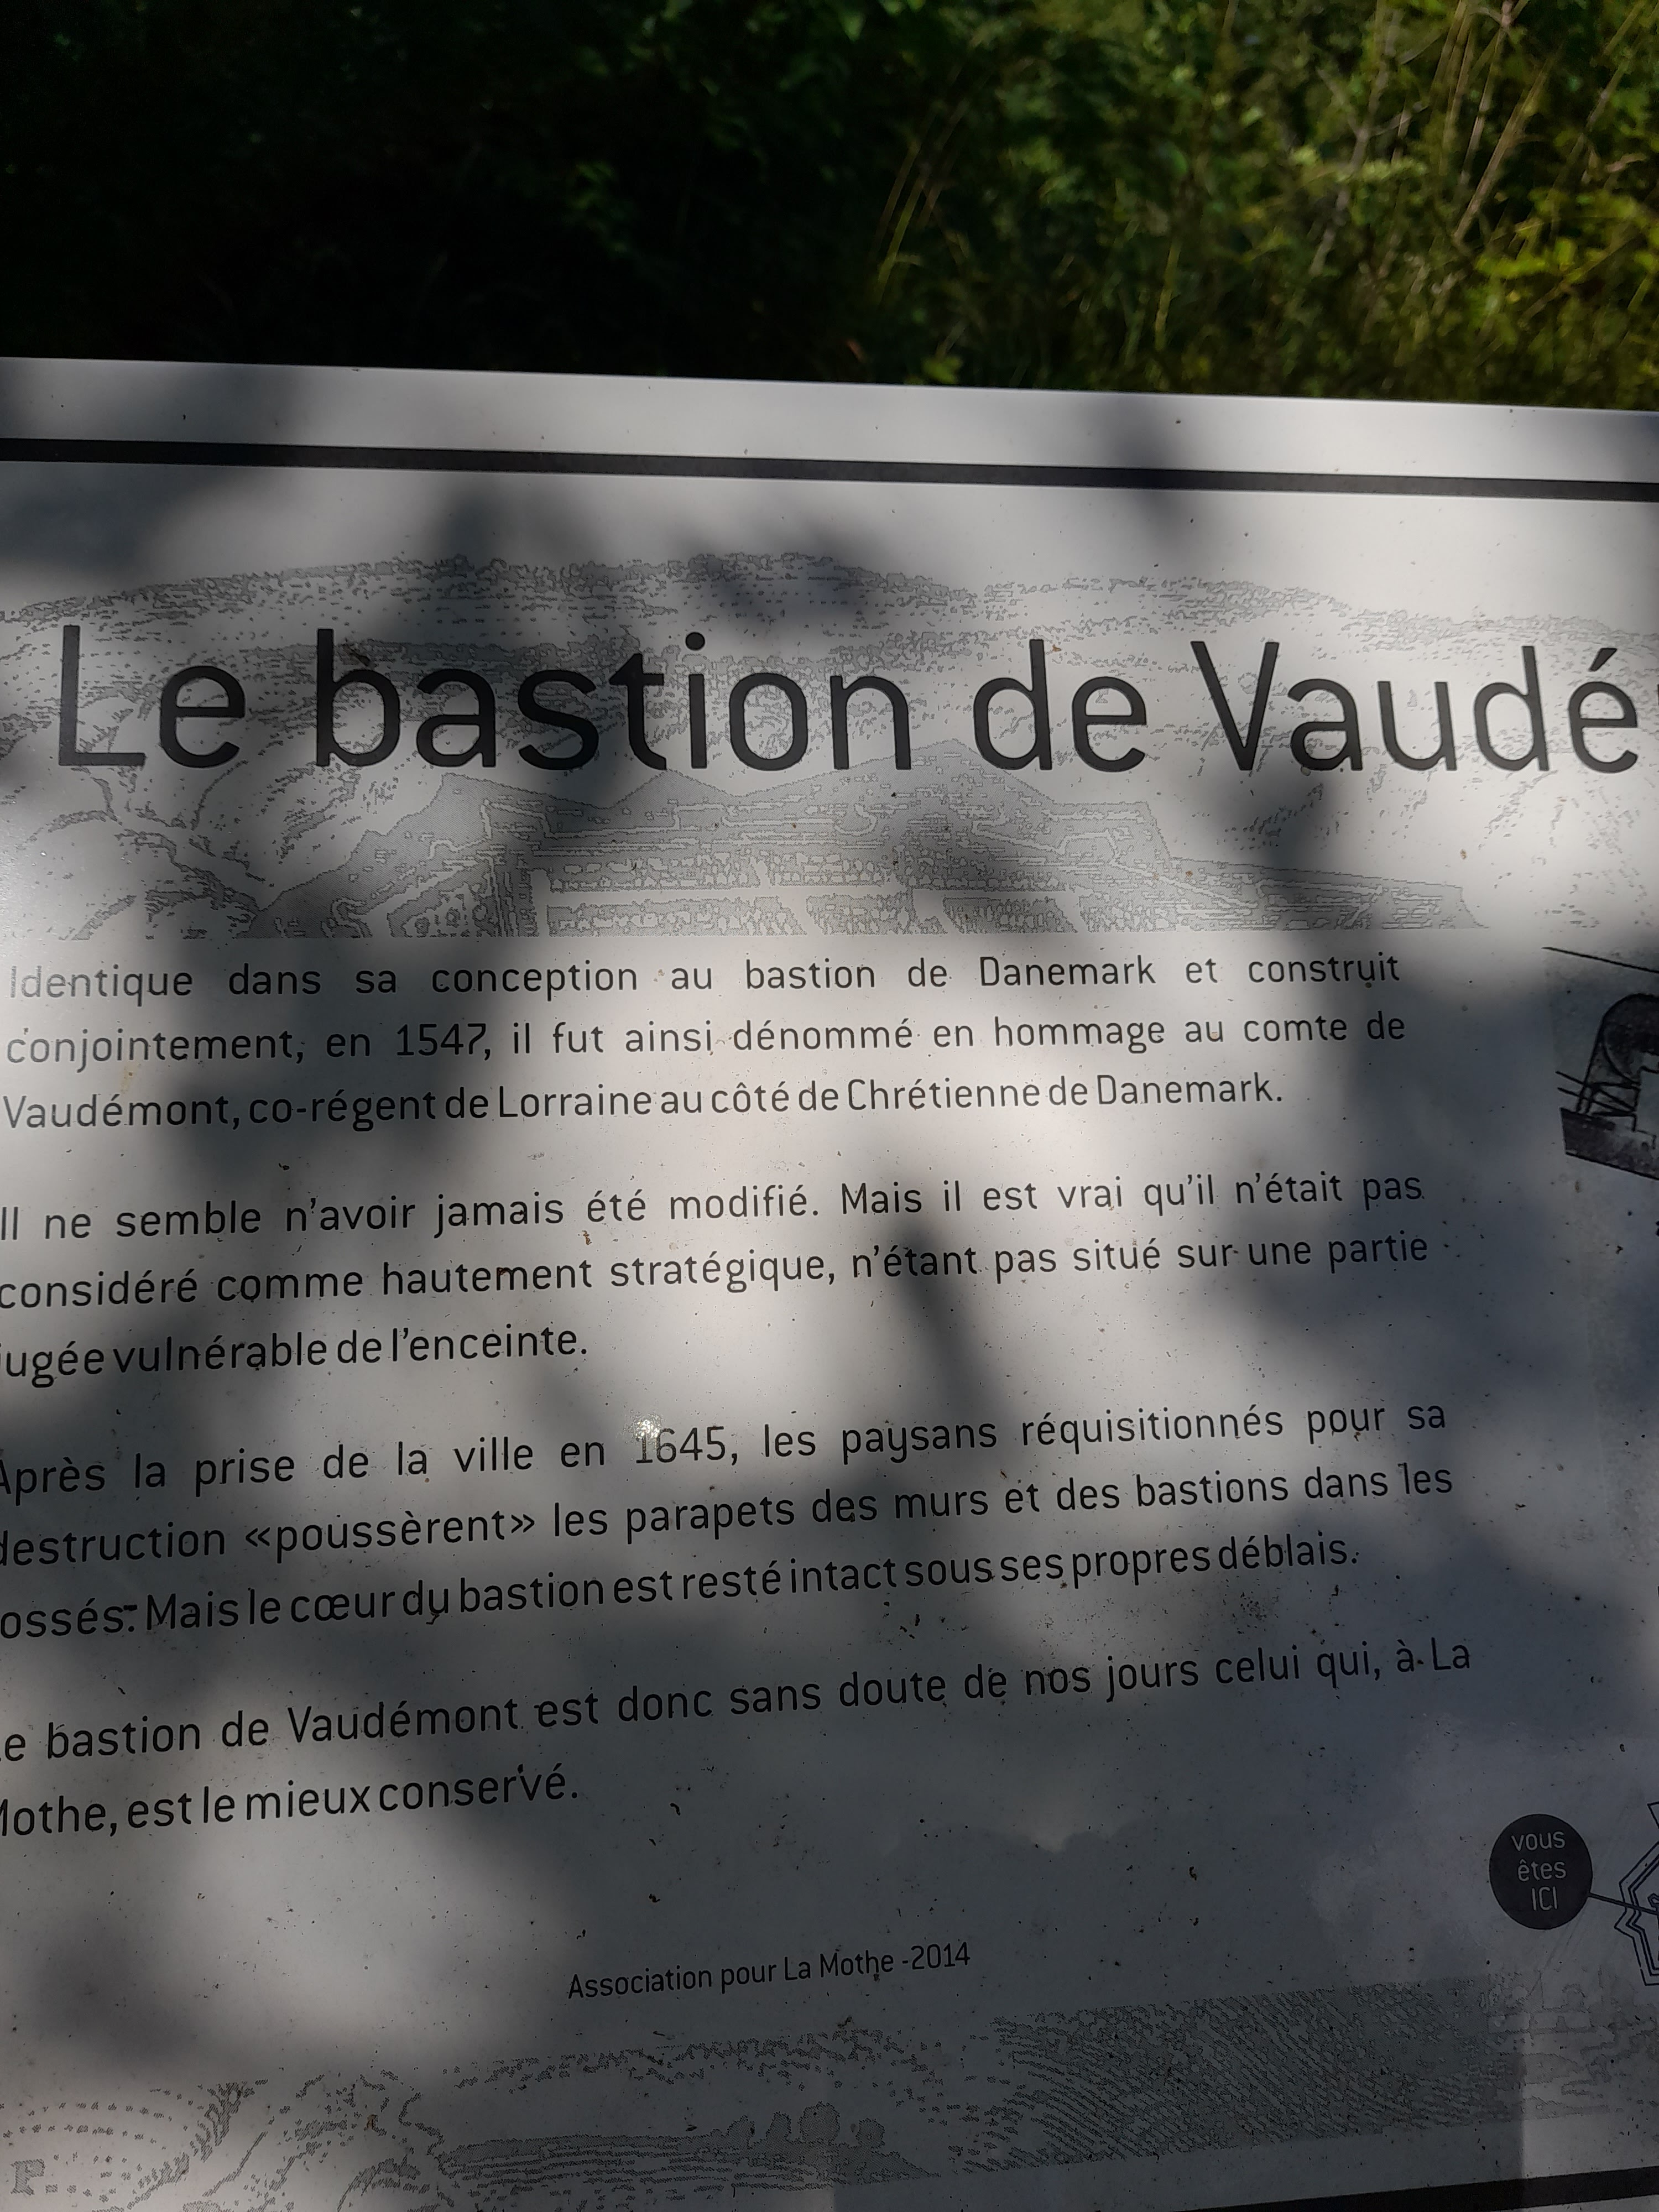 Le bastion de Vaudé
Identique dans sa conception au bastion de Danemark et construit
conjointement, en 1547, il fut ainsi dénommé en hommage au comte de
Vaudémont, co-régent de Lorraine au côté de Chrétienne de Danemark.
Il ne semble n'avoir jamais été modifié. Mais il est vrai qu'il n'était pas
considéré comme hautement stratégique, n'étant pas situé sur une partie
jugée vulnérable de l'enceinte.
Après la prise de la ville en 1645, les paysans réquisitionnés pour sa
destruction «poussèrent» les parapets des murs et des bastions dans les
ossés. Mais le cœur du bastion est resté intact sous ses propres déblais.
Le bastion de Vaudémont est donc sans doute de nos jours celui qui, à La
Mothe, est le mieux conservé.
vous
êtes
ICI
Association pour La Mothe -2014
P.